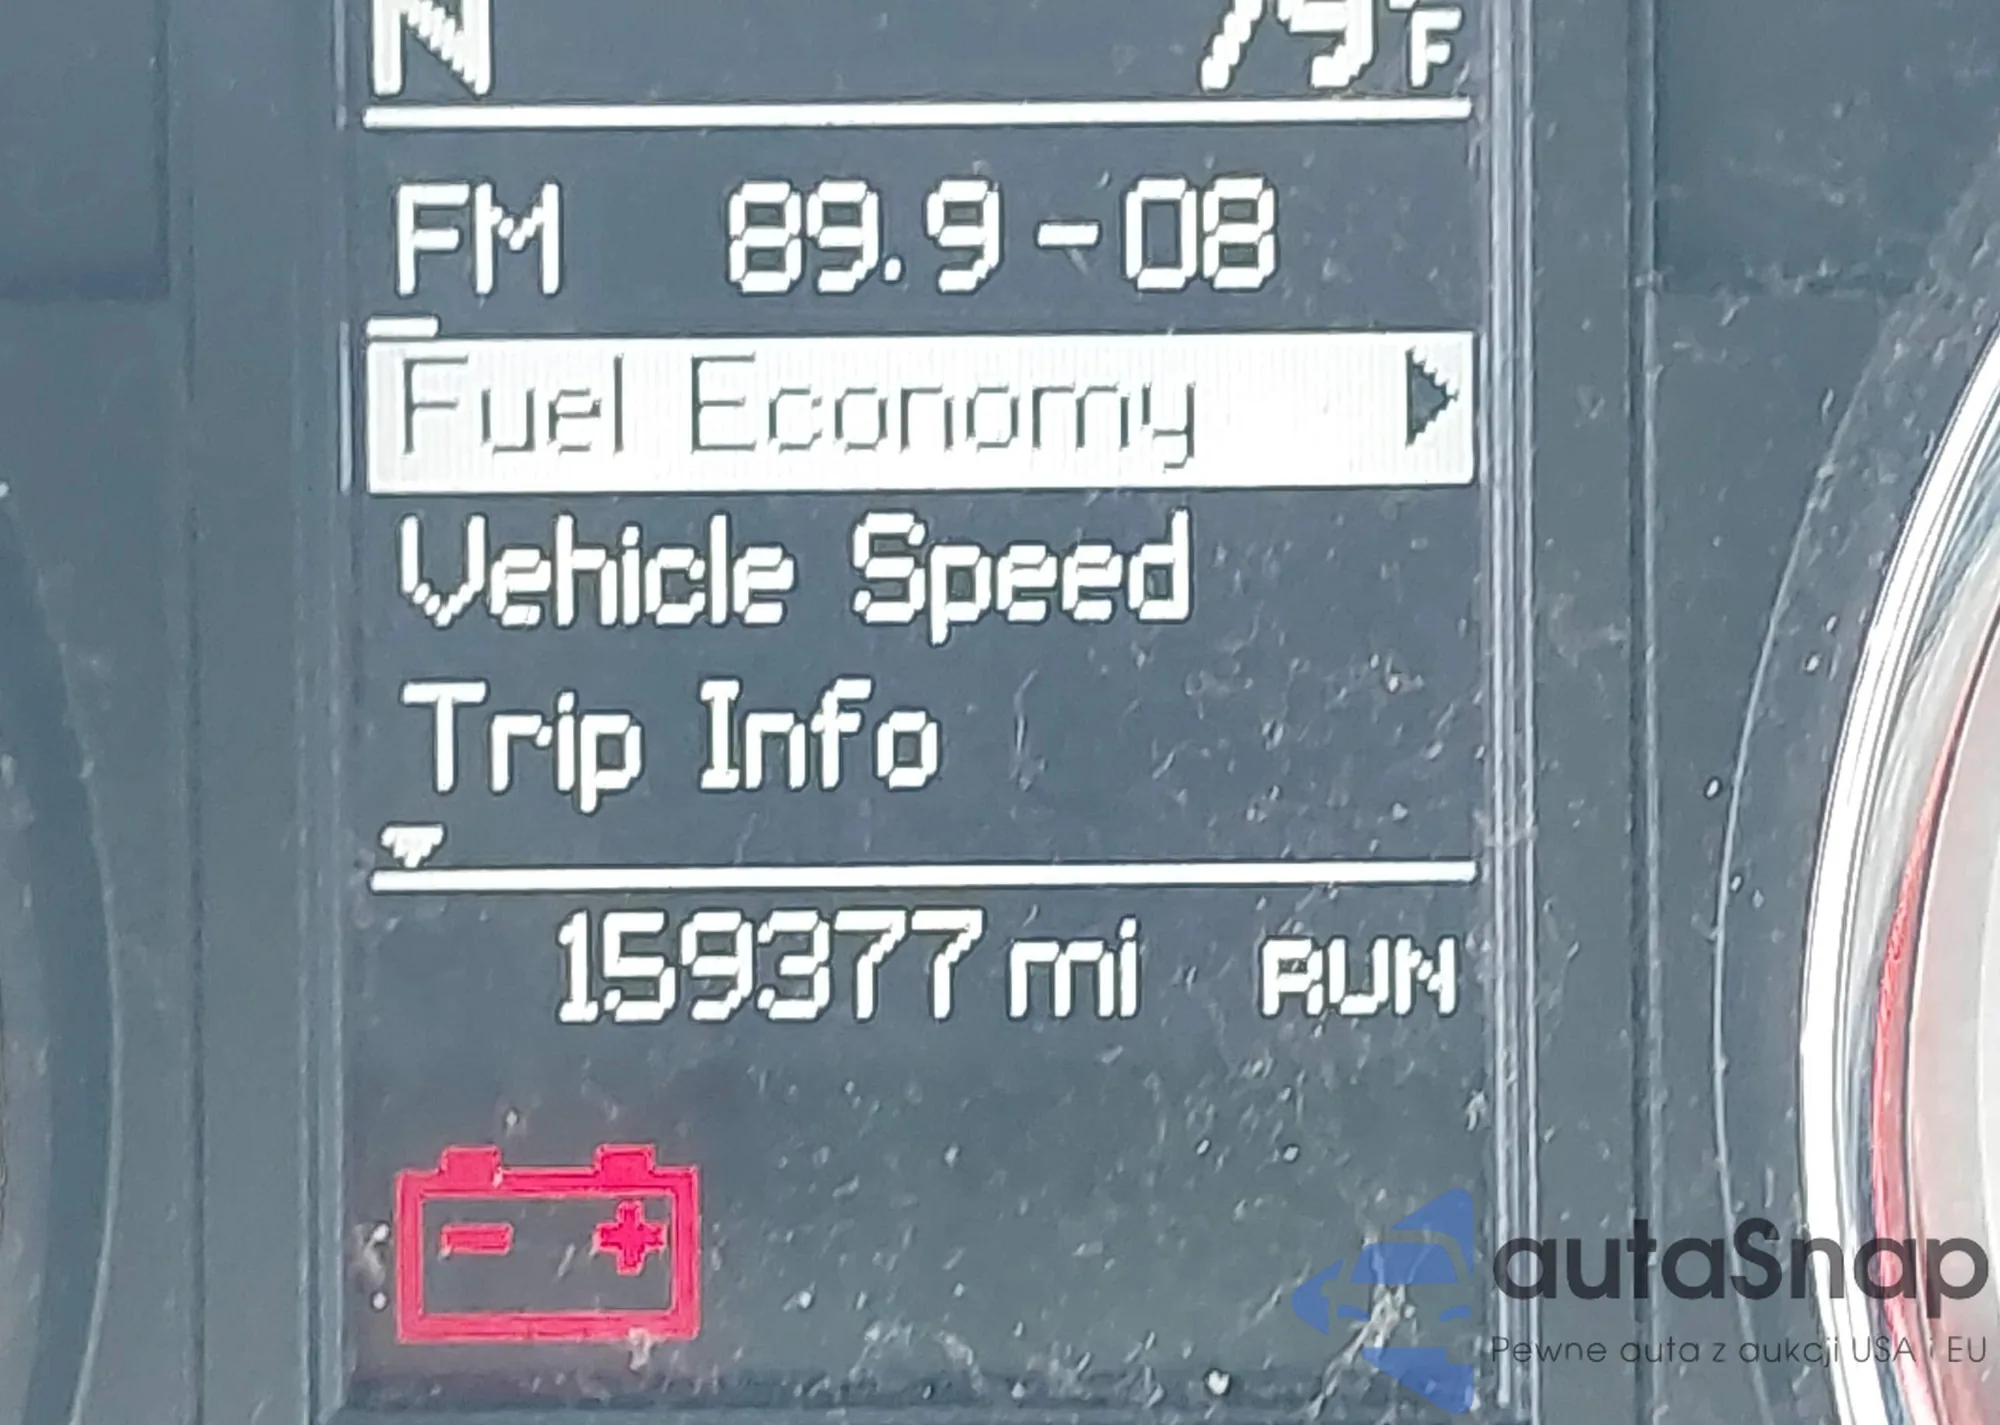 N 79°F
FM 89.9-08
Fuel Economy
Vehicle Speed
Trip Info
159377 mi RUN
autaSnap
Pewne auta z aukcji USA i EU